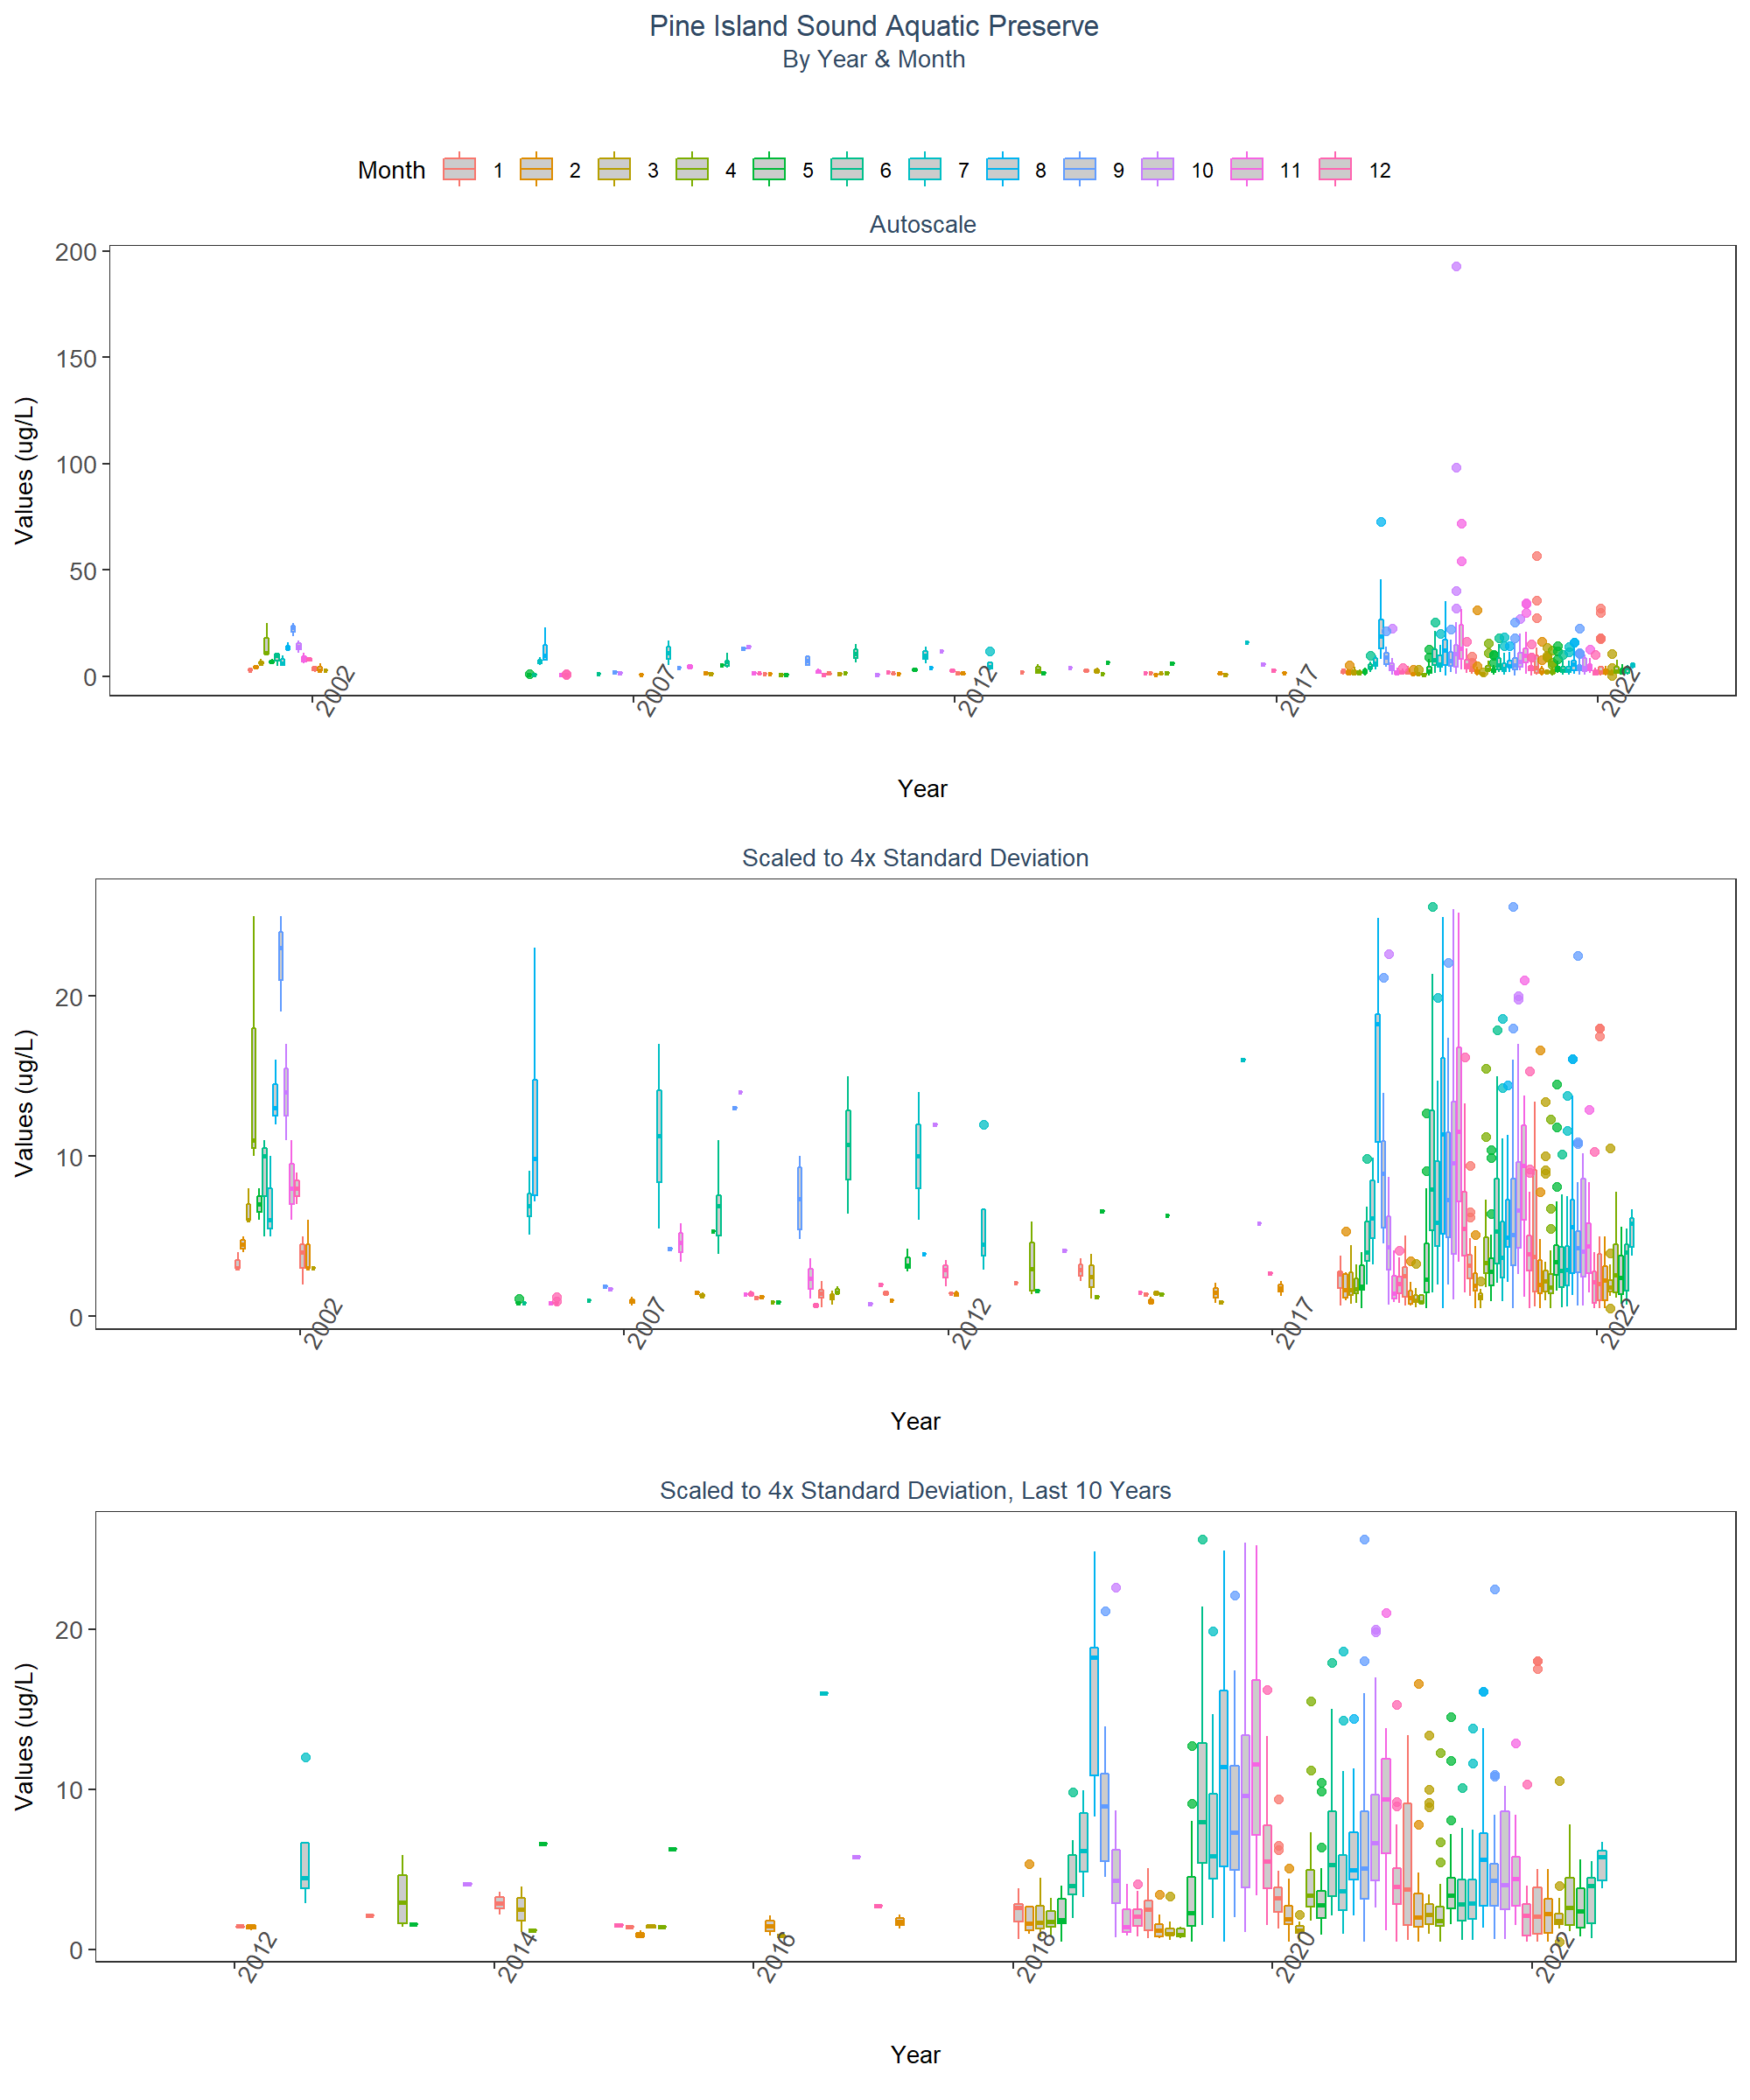 Pine Island Sound Aquatic Preserve
By Year & Month
Month 1 2 3 4 5 6 7 8 9 10 11 12
Autoscale
Values (ug/L)
200
150
100
50
0
2002 2007 2012 2017 2022
Year
Scaled to 4x Standard Deviation
Values (ug/L)
20
10
0
2002 2007 2012 2017 2022
Year
Scaled to 4x Standard Deviation, Last 10 Years
Values (ug/L)
20
10
0
2012 2014 2016 2018 2020 2022
Year